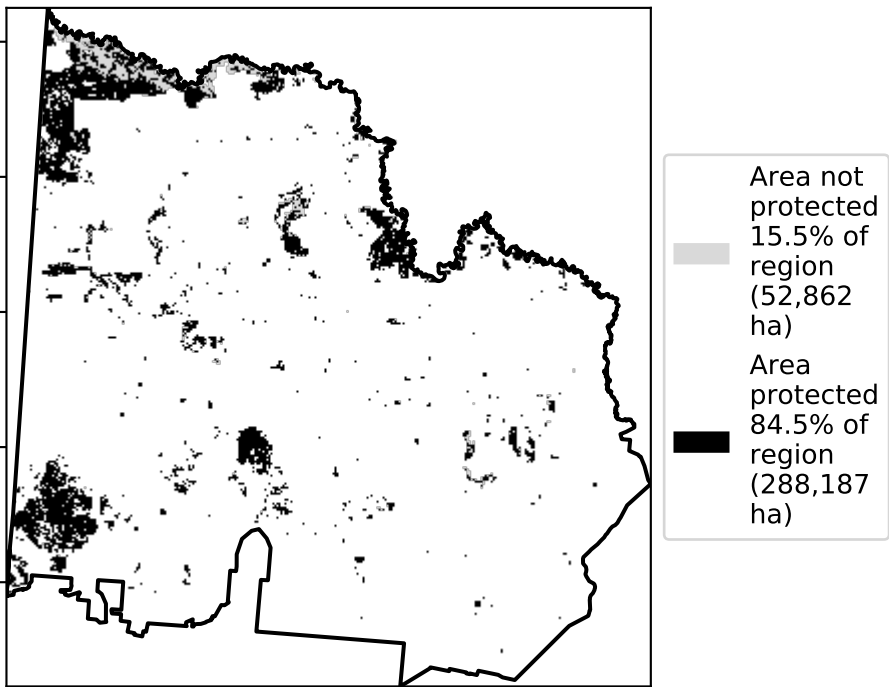 Area not
protected
15.5% of
region
(52,862
ha)
Area
protected
84.5% of
region
(288,187
ha)